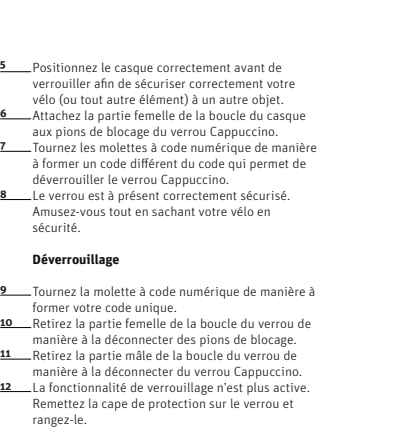 5 Positionnez le casque correctement avant de
verrouiller afin de sécuriser correctement votre
vélo (ou tout autre élément) à un autre objet.
6 Attachez la partie femelle de la boucle du casque
aux pions de blocage du verrou Cappuccino.
7 Tournez les molettes à code numérique de manière
à former un code différent du code qui permet de
déverrouiller le verrou Cappuccino.
8 Le verrou est à présent correctement sécurisé.
Amusez-vous tout en sachant votre vélo en
sécurité.
Déverrouillage
9 Tournez la molette à code numérique de manière à
former votre code unique.
10 Retirez la partie femelle de la boucle du verrou de
manière à la déconnecter des pions de blocage.
11 Retirez la partie mâle de la boucle du verrou de
manière à la déconnecter du verrou Cappuccino.
12 La fonctionnalité de verrouillage n'est plus active.
Remettez la cape de protection sur le verrou et
rangez-le.